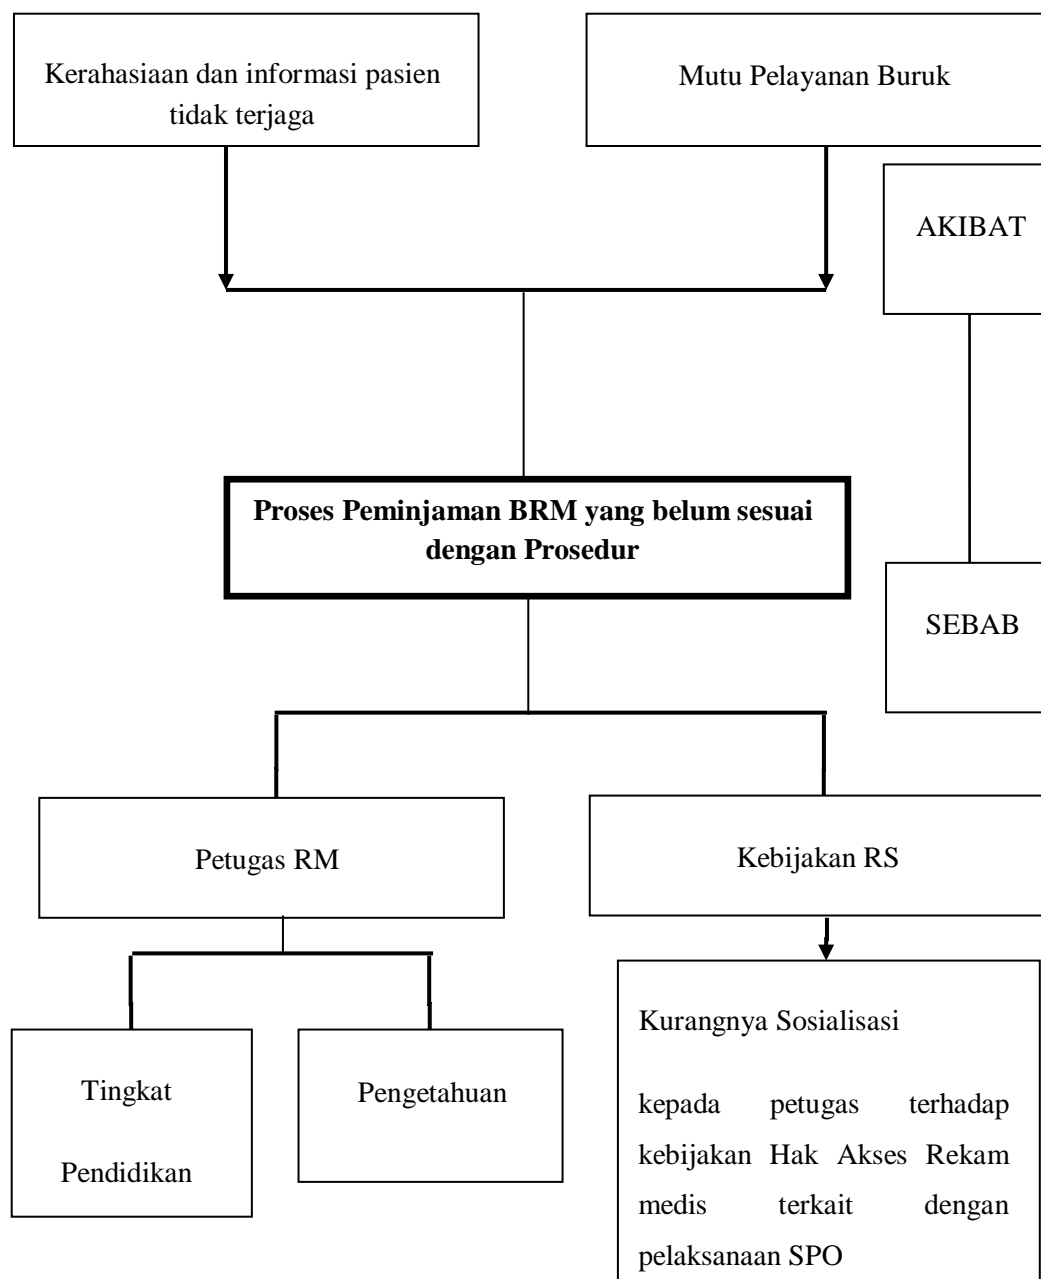 Kerahasiaan dan informasi pasien
tidak terjaga
Mutu Pelayanan Buruk
AKIBAT
Proses Peminjaman BRM yang belum sesuai
dengan Prosedur
SEBAB
Petugas RM
Kebijakan RS
Tingkat
Pendidikan
Pengetahuan
Kurangnya Sosialisasi
kepada petugas terhadap
kebijakan Hak Akses Rekam
medis terkait dengan
pelaksanaan SPO